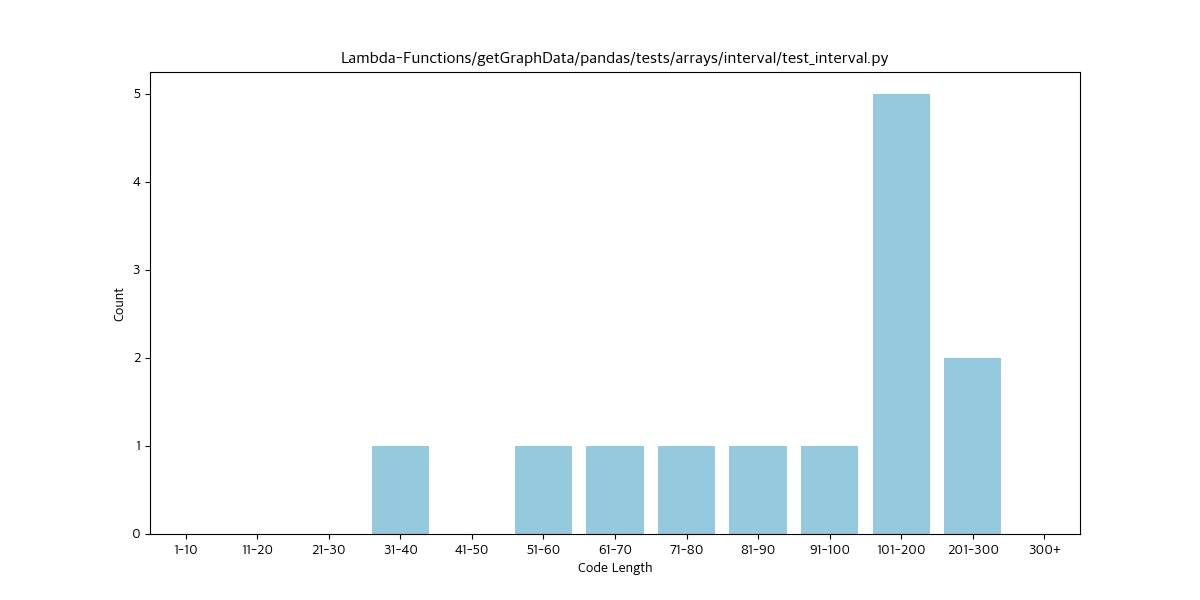 Lambda-Functions/getGraphData/pandas/tests/arrays/interval/test_interval.py
5
4
3
2
1
0
Count
1-10 11-20 21-30 31-40 41-50 51-60 61-70 71-80 81-90 91-100 101-200 201-300 300+
Code Length